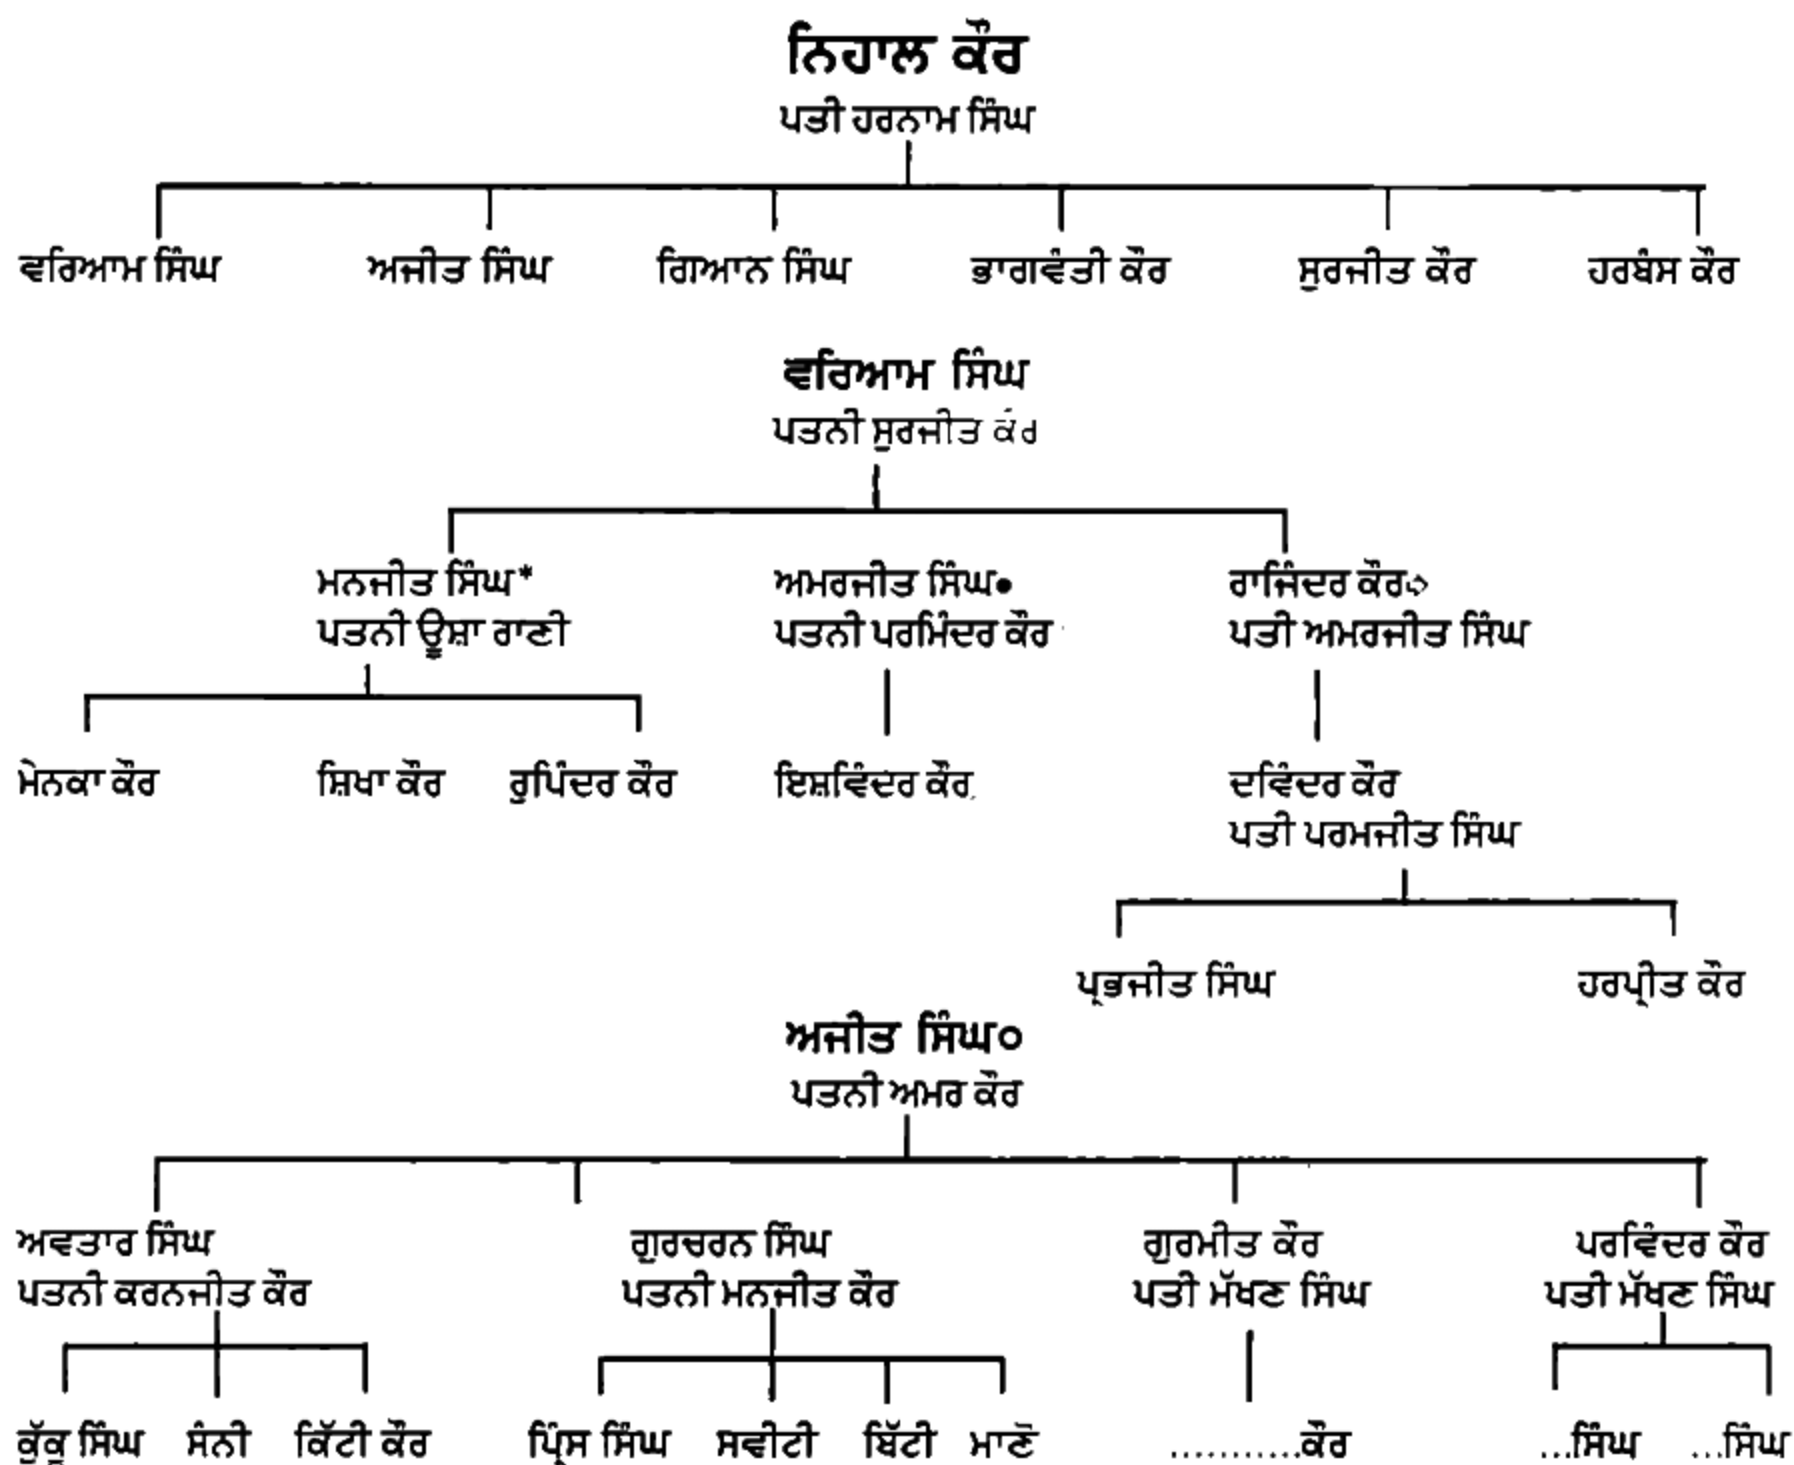 ਨਿਹਾਲ ਕੌਰ
ਪਤੀ ਹਰਨਾਮ ਸਿੰਘ
ਵਰਿਆਮ ਸਿੰਘ ਅਜੀਤ ਸਿੰਘ ਗਿਆਨ ਸਿੰਘ ਭਾਗਵੰਤੀ ਕੌਰ ਸੁਰਜੀਤ ਕੌਰ ਹਰਬੰਸ ਕੌਰ
ਵਰਿਆਮ ਸਿੰਘ
ਪਤਨੀ ਸੁਰਜੀਤ ਕੌਰ
ਮਨਜੀਤ ਸਿੰਘ* ਅਮਰਜੀਤ ਸਿੰਘ● ਰਾਜਿੰਦਰ ਕੌਰ◇
ਪਤਨੀ ਊਸ਼ਾ ਰਾਣੀ ਪਤਨੀ ਪਰਮਿੰਦਰ ਕੌਰ ਪਤੀ ਅਮਰਜੀਤ ਸਿੰਘ
ਮੇਨਕਾ ਕੌਰ ਸ਼ਿਖਾ ਕੌਰ ਰੁਪਿੰਦਰ ਕੌਰ ਇਸ਼ਵਿੰਦਰ ਕੌਰ ਦਵਿੰਦਰ ਕੌਰ
ਪਤੀ ਪਰਮਜੀਤ ਸਿੰਘ
ਪ੍ਰਭਜੀਤ ਸਿੰਘ ਹਰਪ੍ਰੀਤ ਕੌਰ
ਅਜੀਤ ਸਿੰਘ੦
ਪਤਨੀ ਅਮਰ ਕੌਰ
ਅਵਤਾਰ ਸਿੰਘ ਗੁਰਚਰਨ ਸਿੰਘ ਗੁਰਮੀਤ ਕੌਰ ਪਰਵਿੰਦਰ ਕੌਰ
ਪਤਨੀ ਕਰਨਜੀਤ ਕੌਰ ਪਤਨੀ ਮਨਜੀਤ ਕੌਰ ਪਤੀ ਮੱਖਣ ਸਿੰਘ ਪਤੀ ਮੱਖਣ ਸਿੰਘ
ਕੁੱਕੂ ਸਿੰਘ ਸੰਨੀ ਕਿੱਟੀ ਕੌਰ ਪ੍ਰਿੰਸ ਸਿੰਘ ਸਵੀਟੀ ਬਿੱਟੀ ਮਾਣੋ ...........ਕੌਰ ...ਸਿੰਘ ...ਸਿੰਘ